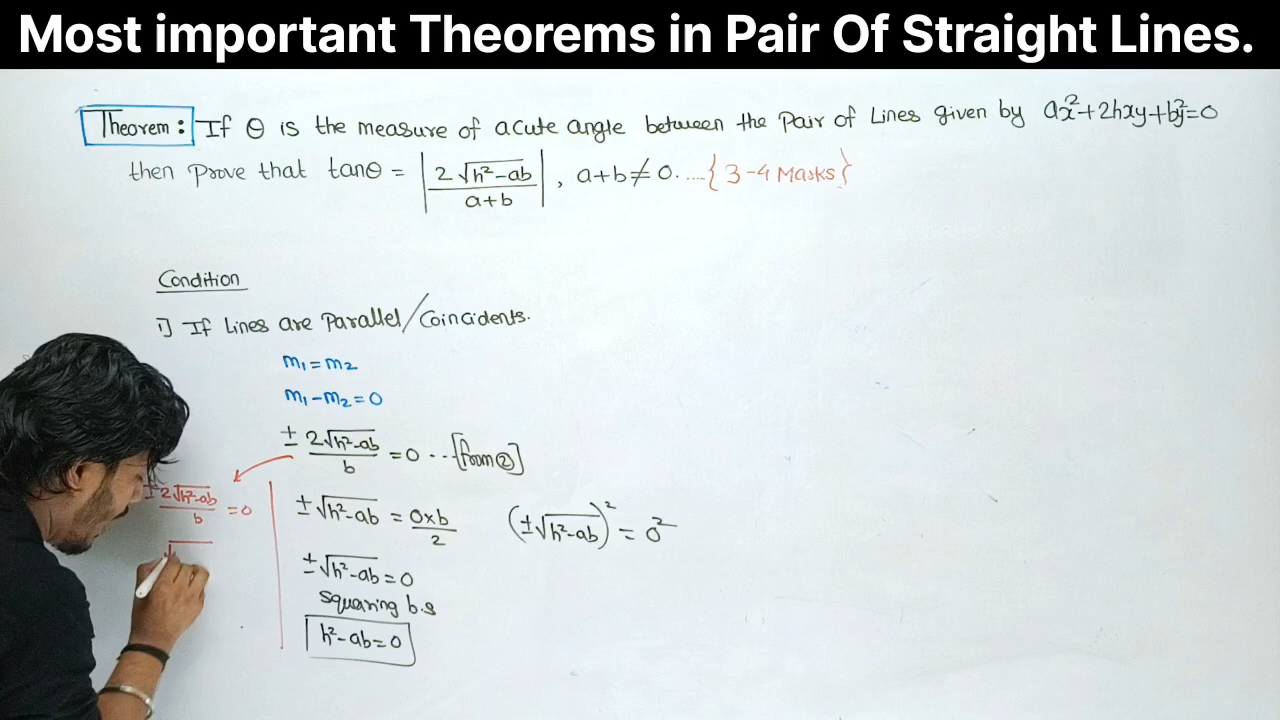 Most important Theorems in Pair Of Straight Lines.
Theorem: If θ is the measure of acute angle between the Pair of Lines given by ax²+2hxy+by²=0
then Prove that tanθ = |2√(h²-ab)/(a+b)|, a+b≠0.....{3-4 Marks}
Condition
i] If Lines are Parallel/Coincidents.
m₁=m₂
m₁-m₂=0
± 2√(h²-ab)/b = 0 ...[from②]
± 2√(h²-ab)/b = 0
± √(h²-ab) = 0×b/2
(±√(h²-ab))² = 0²
± √(h²-ab) = 0
squaring b.s
h²-ab=0